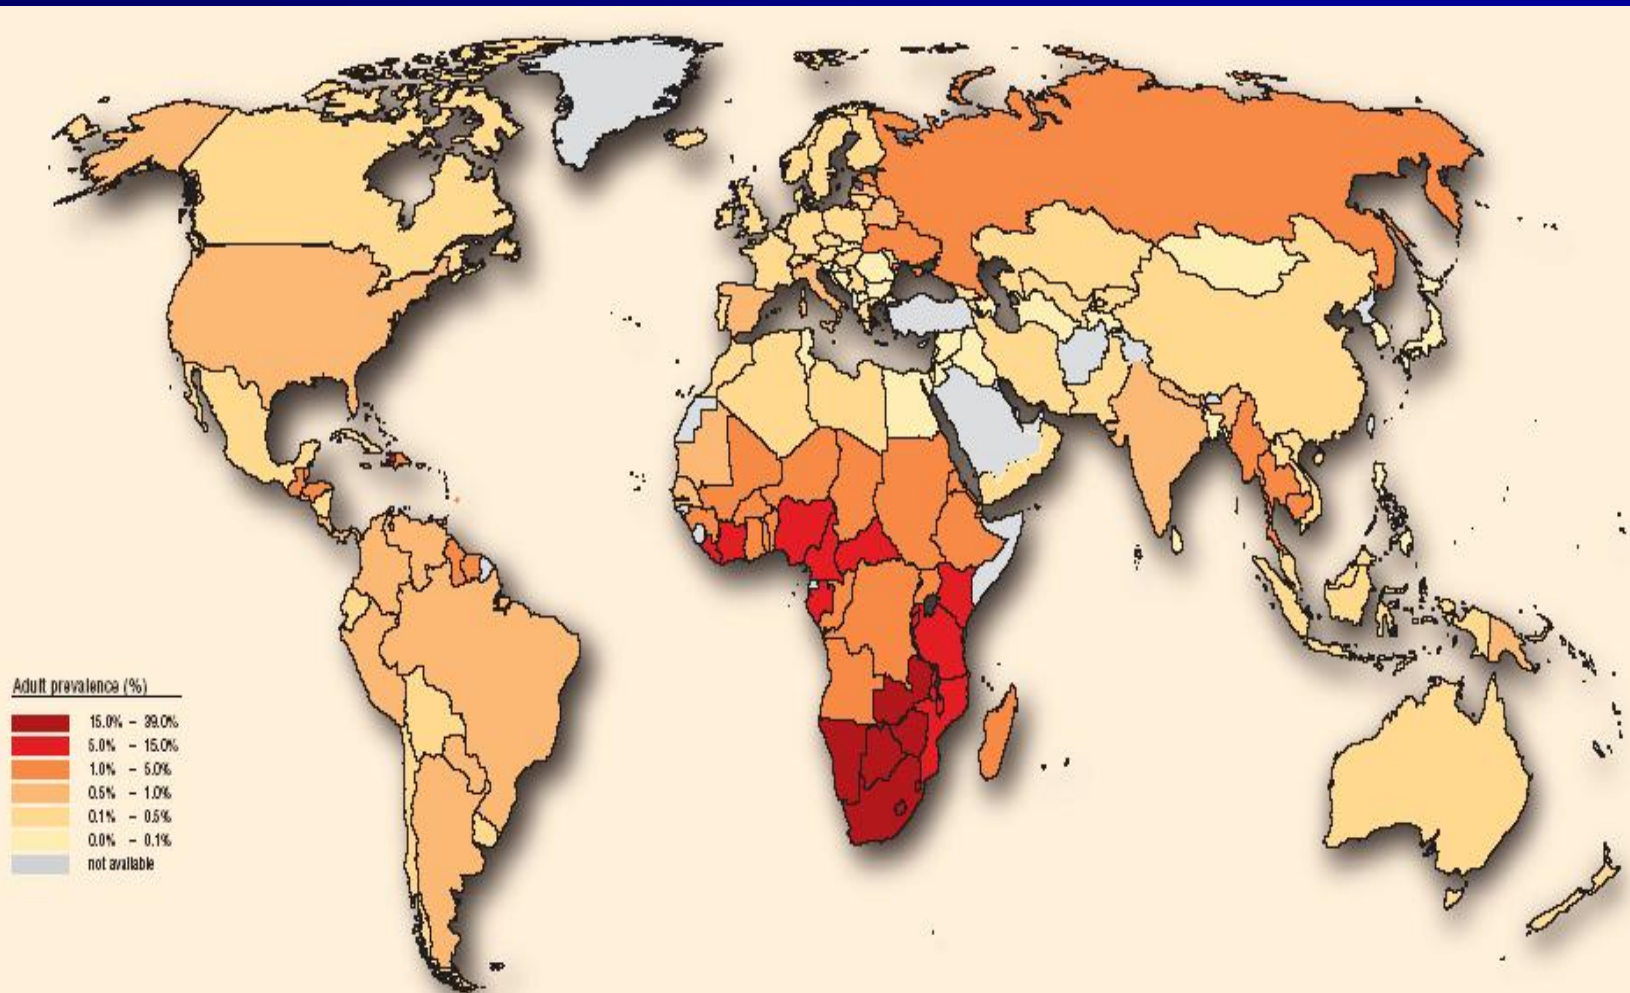 Adult prevalence (%)
15.0% – 39.0%
5.0% – 15.0%
1.0% – 5.0%
0.5% – 1.0%
0.1% – 0.5%
0.0% – 0.1%
not available